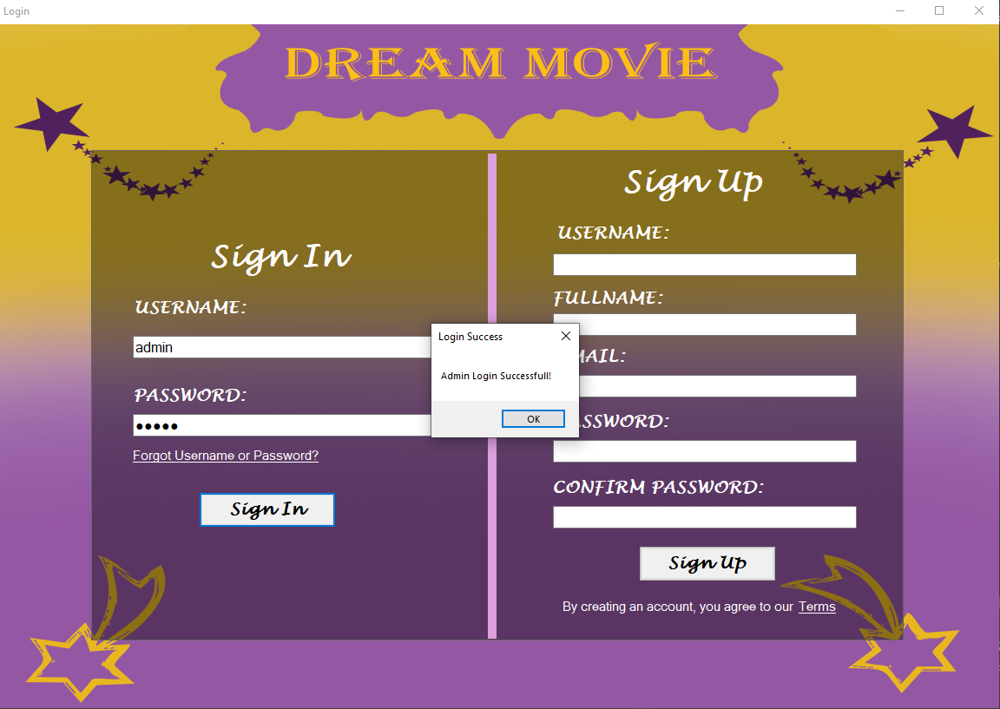 Login
DREAM MOVIE
Sign In
USERNAME:
admin
PASSWORD:
●●●●●
Forgot Username or Password?
Sign In
Sign Up
USERNAME:
FULLNAME:
MAIL:
ASSWORD:
CONFIRM PASSWORD:
Sign Up
By creating an account, you agree to our Terms
Login Success
Admin Login Successfull!
OK